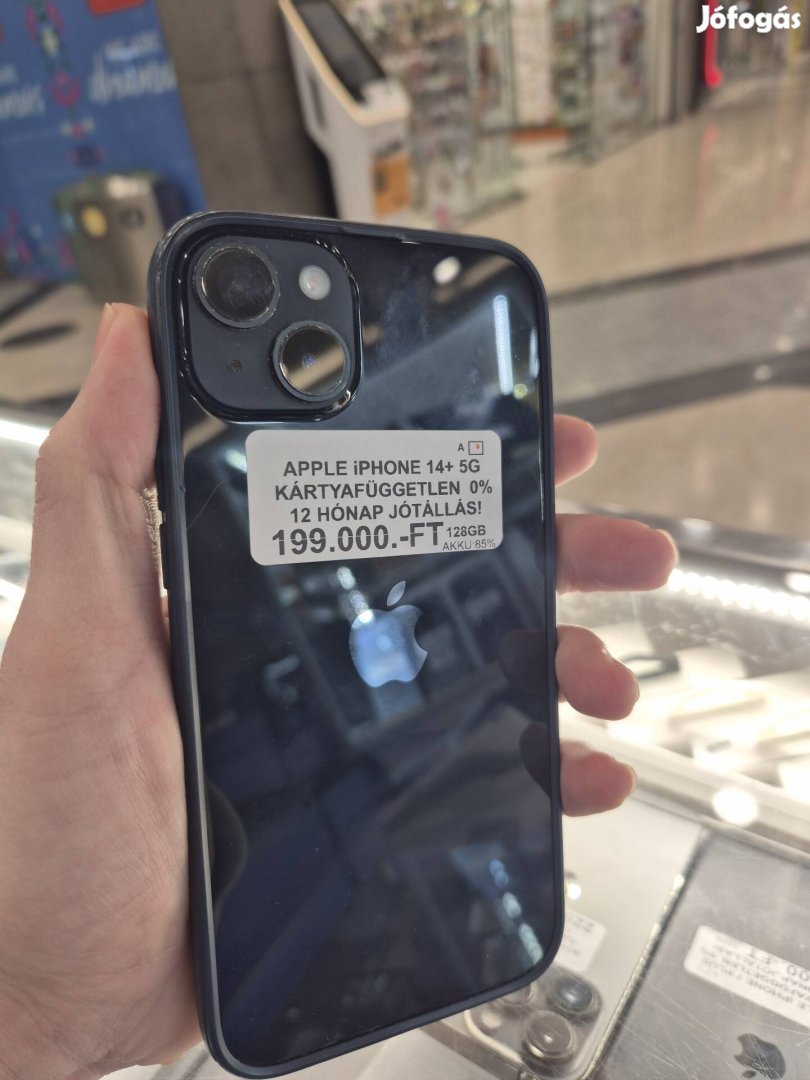 Jófogás
A
APPLE iPHONE 14+ 5G
KÁRTYAFÜGGETLEN 0%
12 HÓNAP JÓTÁLLÁS!
199.000.-FT 128GB
AKKU:85%